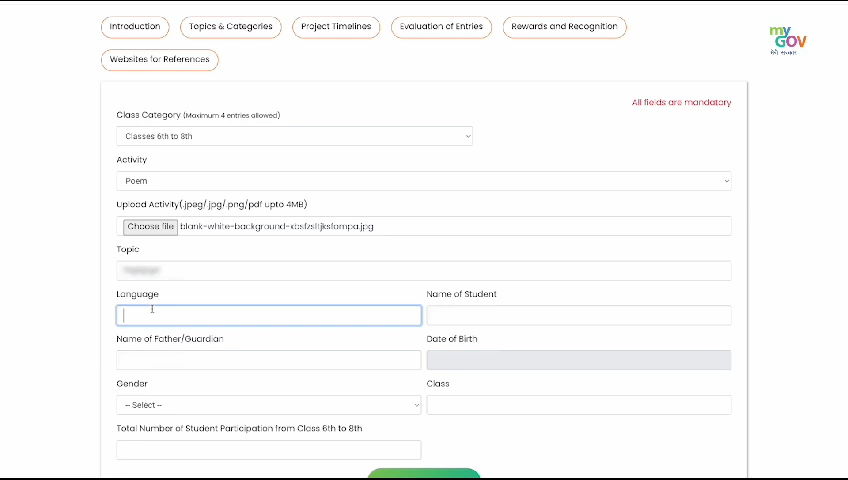 Introduction
Topics & Categories
Project Timelines
Evaluation of Entries
Rewards and Recognition
my
GOV
मेरी सरकार
Websites for References
All fields are mandatory
Class Category (Maximum 4 entries allowed)
Classes 6th to 8th
Activity
Poem
Upload Activity(.jpeg/.jpg/.png/pdf upto 4MB)
Choose file blank-white-background-xbsfzsltjksfompa.jpg
Topic
Language
Name of Student
Name of Father/Guardian
Date of Birth
Gender
Class
-- Select --
Total Number of Student Participation from Class 6th to 8th